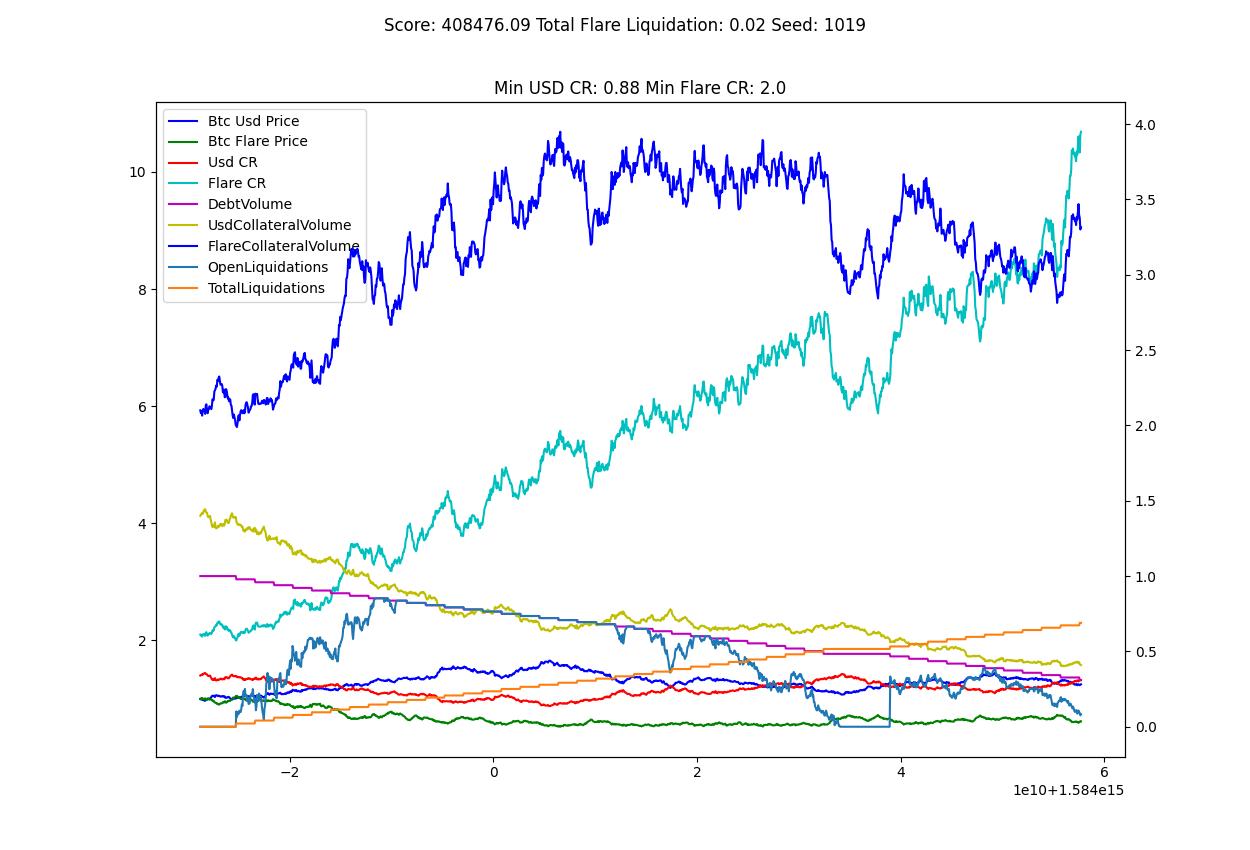 Score: 408476.09 Total Flare Liquidation: 0.02 Seed: 1019
Min USD CR: 0.88 Min Flare CR: 2.0
Btc Usd Price
Btc Flare Price
Usd CR
Flare CR
DebtVolume
UsdCollateralVolume
FlareCollateralVolume
OpenLiquidations
TotalLiquidations
10
8
6
4
2
4.0
3.5
3.0
2.5
2.0
1.5
1.0
0.5
0.0
−2
0
2
4
6
1e10+1.584e15